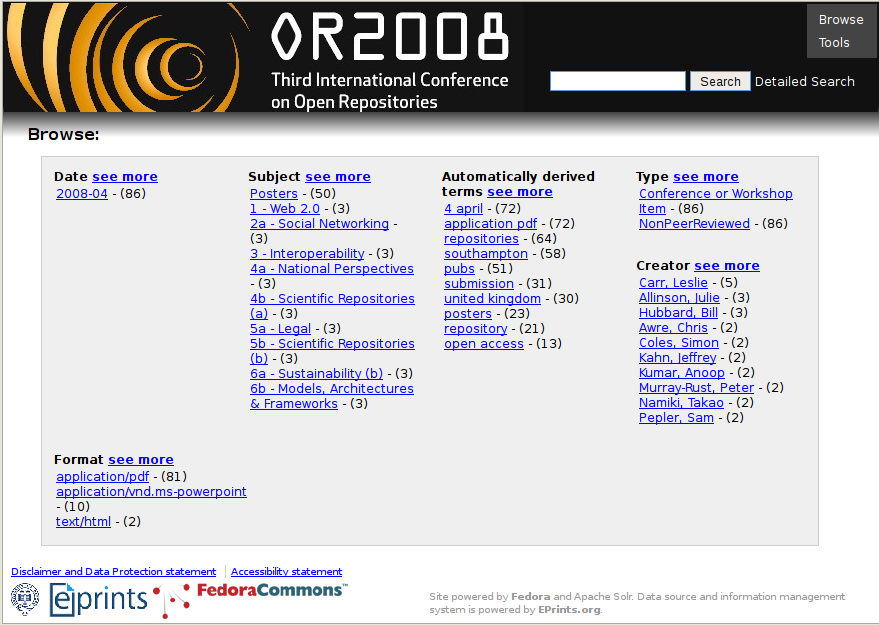 OR2008
Third International Conference
on Open Repositories
Browse
Tools
Search
Detailed Search
Browse:
Date see more
2008-04 - (86)
Subject see more
Posters - (50)
1 - Web 2.0 - (3)
2a - Social Networking -
(3)
3 - Interoperability - (3)
4a - National Perspectives
- (3)
4b - Scientific Repositories
(a) - (3)
5a - Legal - (3)
5b - Scientific Repositories
(b) - (3)
6a - Sustainability (b) - (3)
6b - Models, Architectures
& Frameworks - (3)
Automatically derived
terms see more
4 april - (72)
application pdf - (72)
repositories - (64)
southampton - (58)
pubs - (51)
submission - (31)
united kingdom - (30)
posters - (23)
repository - (21)
open access - (13)
Type see more
Conference or Workshop
Item - (86)
NonPeerReviewed - (86)
Creator see more
Carr, Leslie - (5)
Allinson, Julie - (3)
Hubbard, Bill - (3)
Awre, Chris - (2)
Coles, Simon - (2)
Kahn, Jeffrey - (2)
Kumar, Anoop - (2)
Murray-Rust, Peter - (2)
Namiki, Takao - (2)
Pepler, Sam - (2)
Format see more
application/pdf - (81)
application/vnd.ms-powerpoint
- (10)
text/html - (2)
Disclaimer and Data Protection statement
Accessibility statement
eprints
FedoraCommons™
Site powered by Fedora and Apache Solr. Data source and information management
system is powered by EPrints.org.